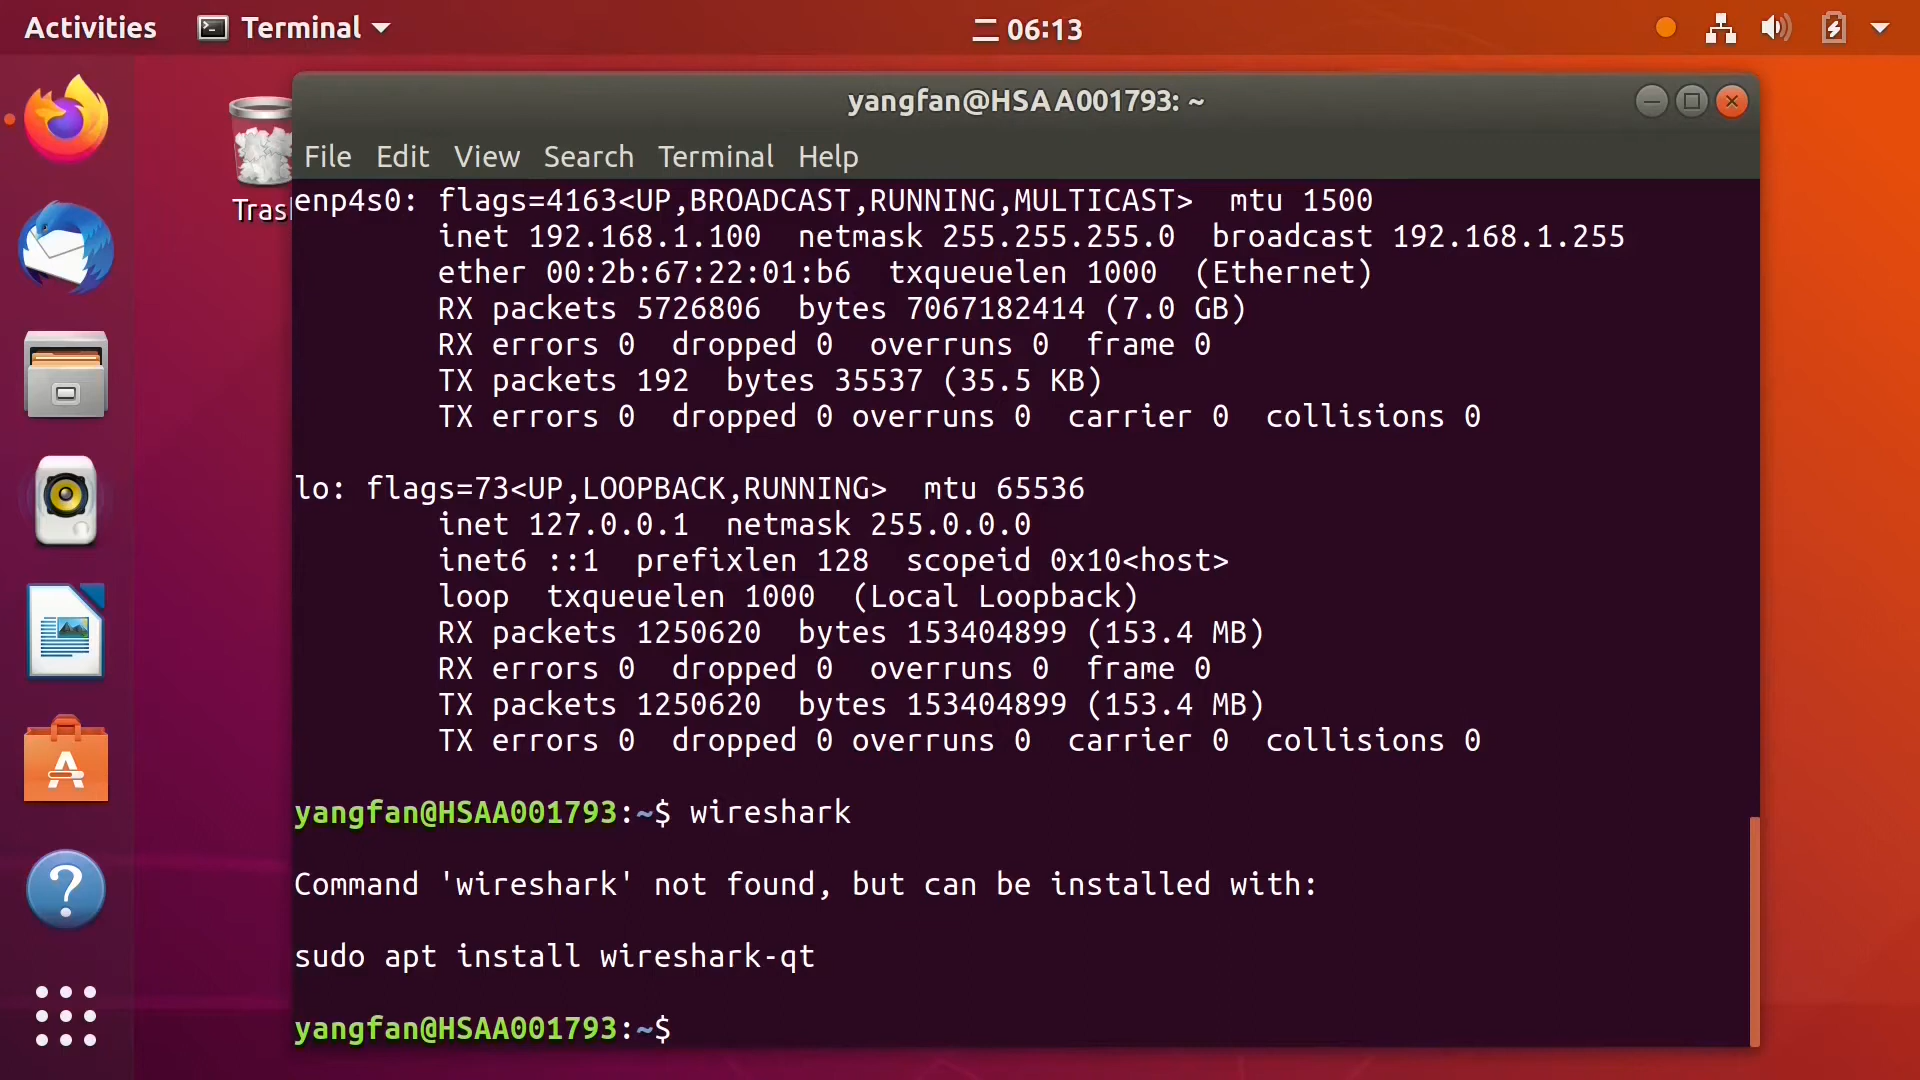 Activities Terminal 二 06:13
Trash
yangfan@HSAA001793: ~
File Edit View Search Terminal Help
enp4s0: flags=4163<UP,BROADCAST,RUNNING,MULTICAST>  mtu 1500
        inet 192.168.1.100  netmask 255.255.255.0  broadcast 192.168.1.255
        ether 00:2b:67:22:01:b6  txqueuelen 1000  (Ethernet)
        RX packets 5726806  bytes 7067182414 (7.0 GB)
        RX errors 0  dropped 0  overruns 0  frame 0
        TX packets 192  bytes 35537 (35.5 KB)
        TX errors 0  dropped 0 overruns 0  carrier 0  collisions 0
lo: flags=73<UP,LOOPBACK,RUNNING>  mtu 65536
        inet 127.0.0.1  netmask 255.0.0.0
        inet6 ::1  prefixlen 128  scopeid 0x10<host>
        loop  txqueuelen 1000  (Local Loopback)
        RX packets 1250620  bytes 153404899 (153.4 MB)
        RX errors 0  dropped 0  overruns 0  frame 0
        TX packets 1250620  bytes 153404899 (153.4 MB)
        TX errors 0  dropped 0 overruns 0  carrier 0  collisions 0
yangfan@HSAA001793:~$ wireshark
Command 'wireshark' not found, but can be installed with:
sudo apt install wireshark-qt
yangfan@HSAA001793:~$